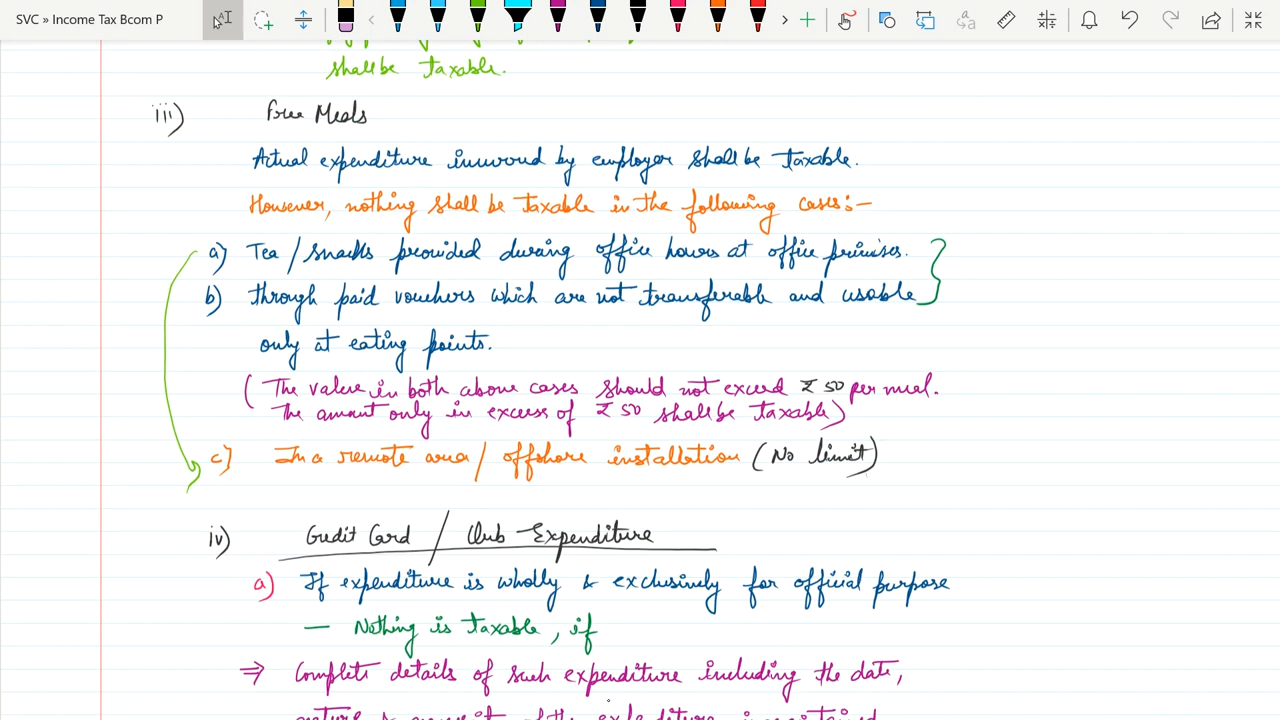 SVC » Income Tax Bcom P
shall be taxable.
iii) Free Meals
Actual expenditure incurred by employer shall be taxable.
However, nothing shall be taxable in the following cases:-
a) Tea / snacks provided during office hours at office premises.
b) through paid vouchers which are not transferable and usable
only at eating points.
( The value in both above cases should not exceed ₹ 50 per meal.
The amount only in excess of ₹ 50 shall be taxable)
c) In a remote area / offshore installation (No limit)
iv) Credit Card / Club Expenditure
a) If expenditure is wholly & exclusively for official purpose
— Nothing is taxable, if
⇒ Complete details of such expenditure including the date,